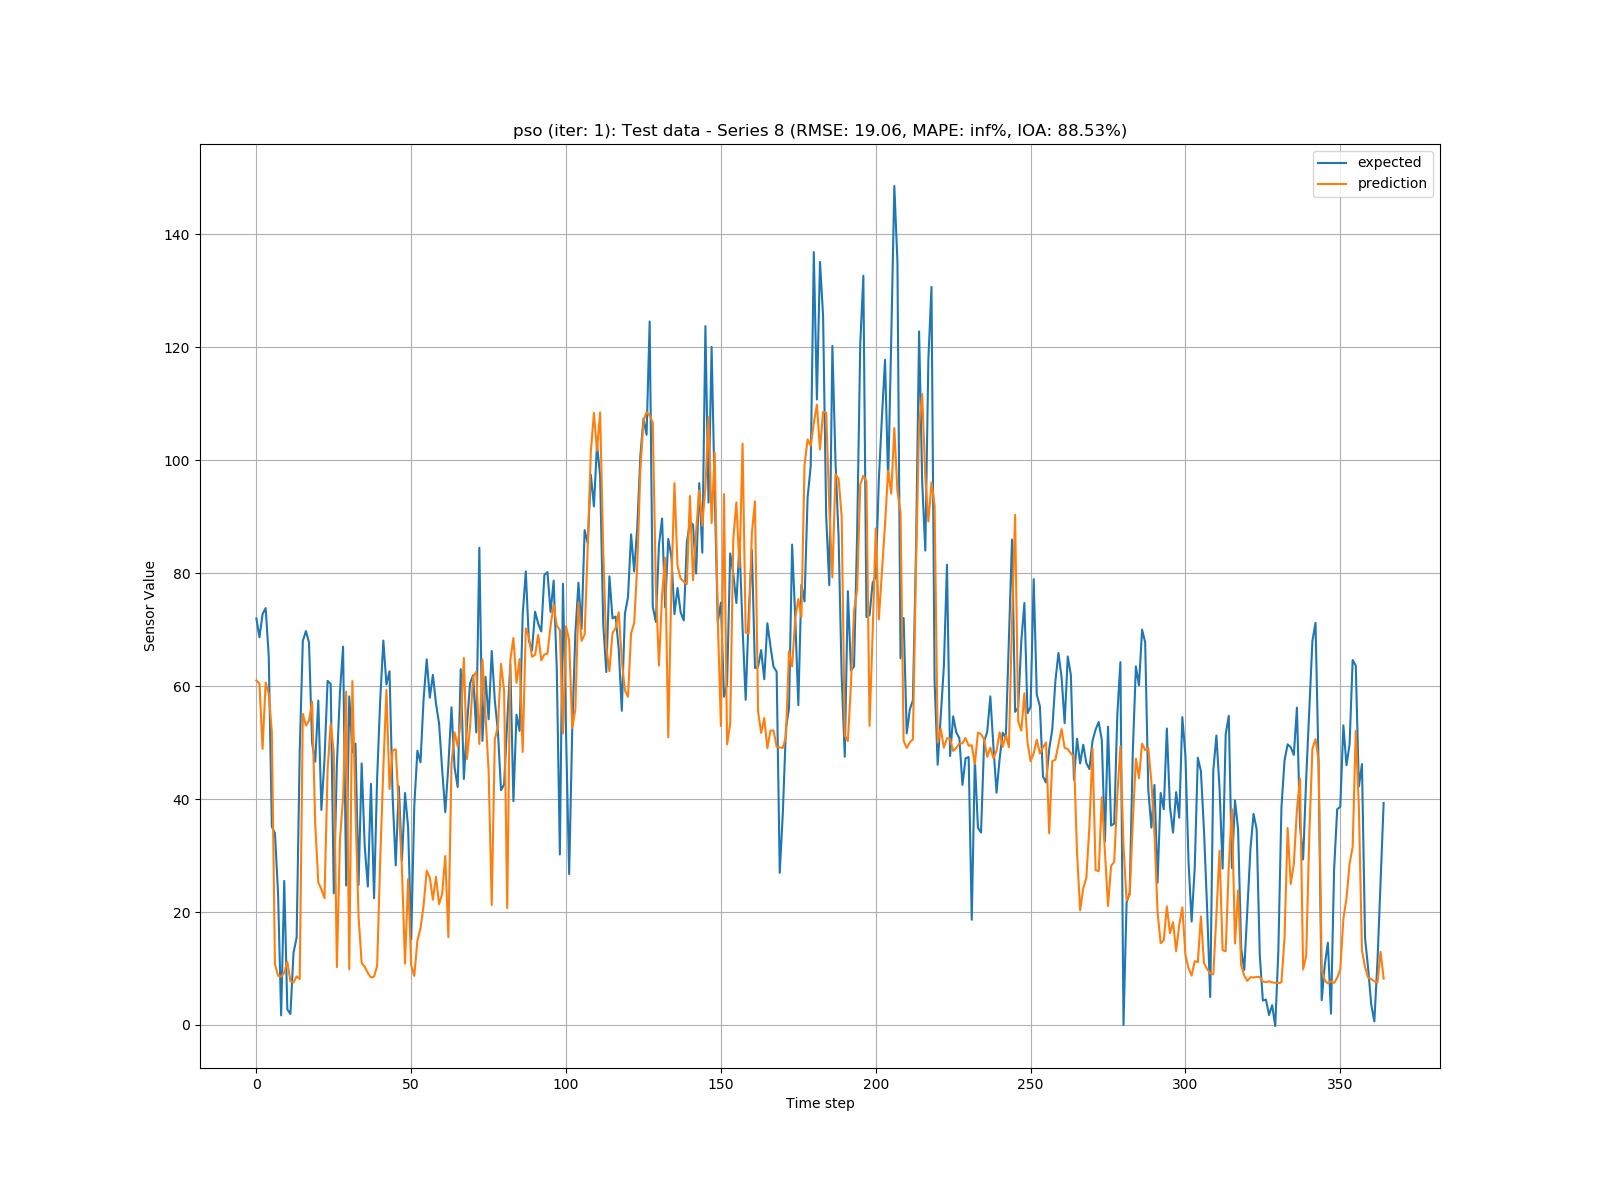 pso (iter: 1): Test data - Series 8 (RMSE: 19.06, MAPE: inf%, IOA: 88.53%)
expected
prediction
140
120
100
80
60
40
20
0
Sensor Value
0 50 100 150 200 250 300 350
Time step